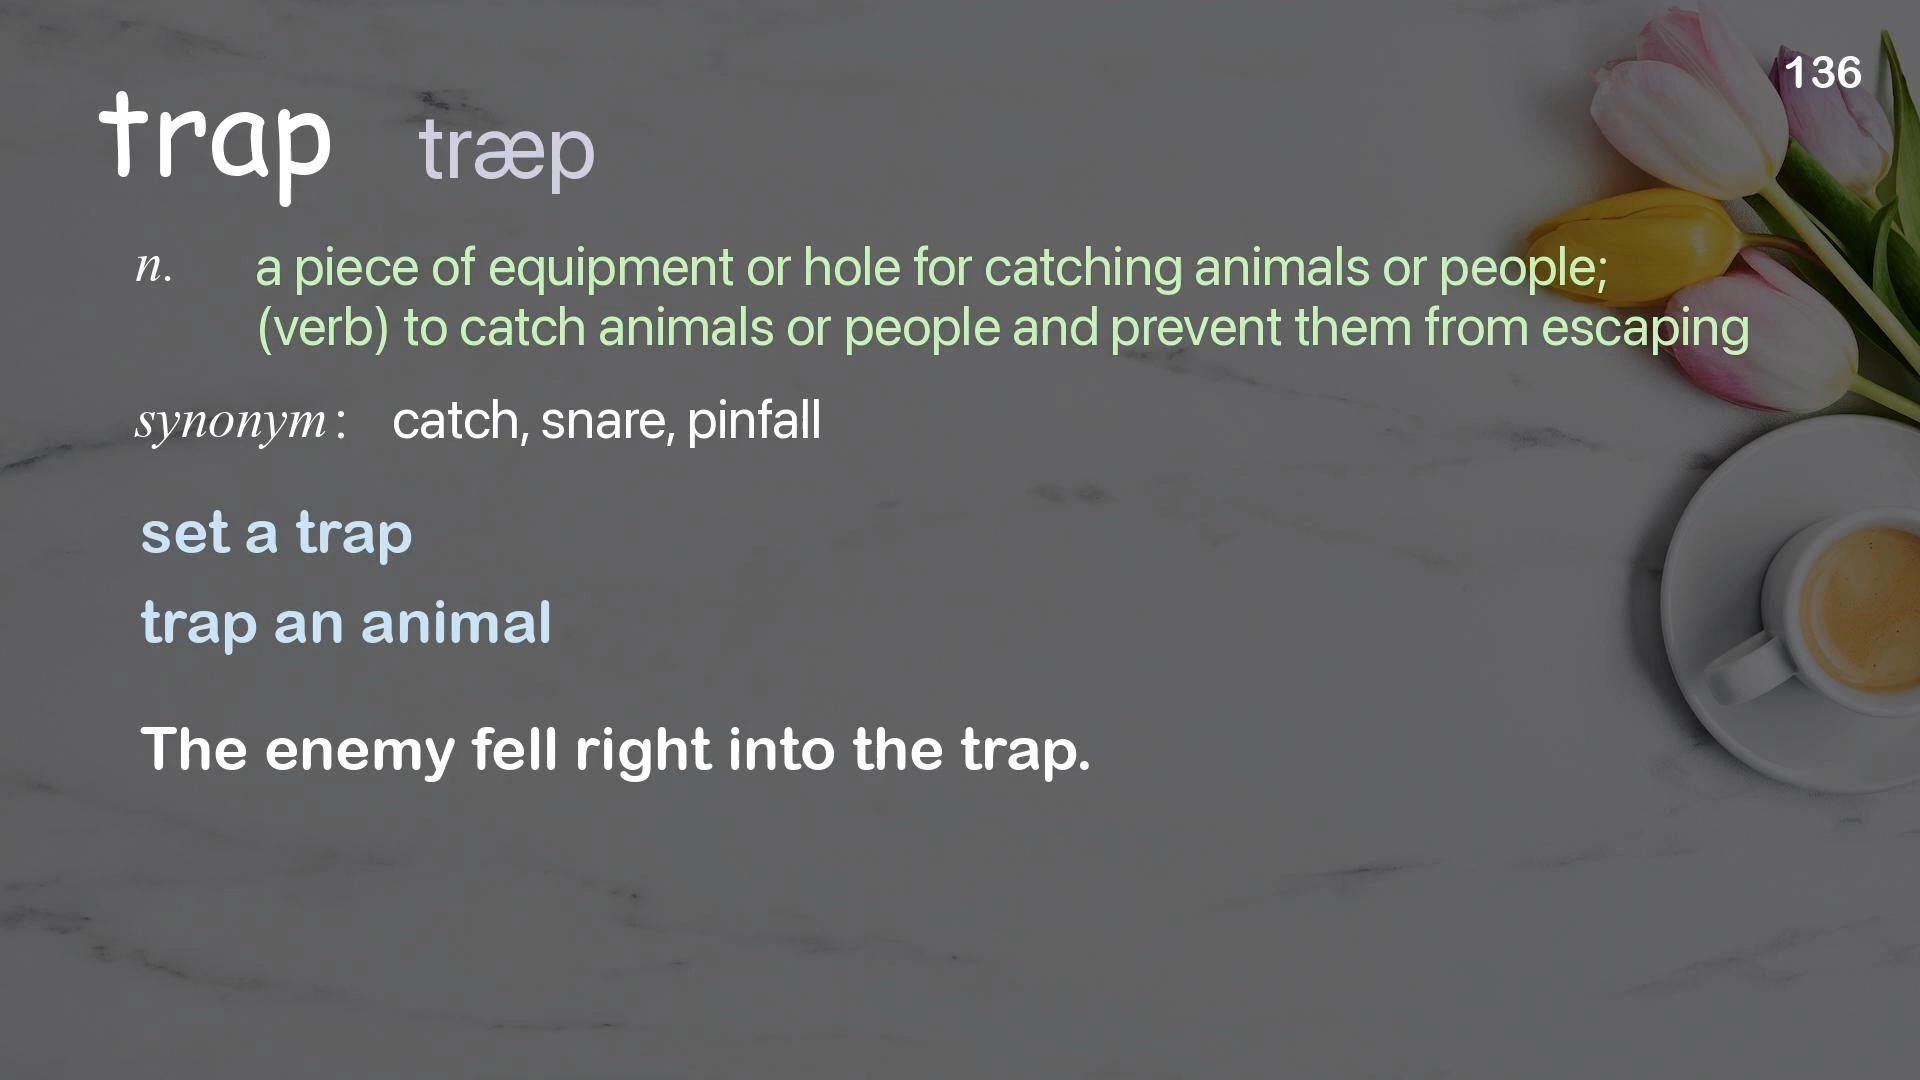 136
trap træp
n. a piece of equipment or hole for catching animals or people;
(verb) to catch animals or people and prevent them from escaping
synonym: catch, snare, pinfall
set a trap
trap an animal
The enemy fell right into the trap.